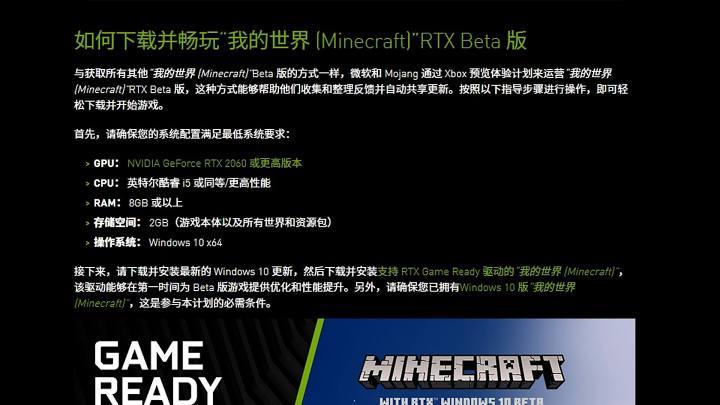 如何下载并畅玩“我的世界 (Minecraft)”RTX Beta 版
与获取所有其他“我的世界 (Minecraft)”Beta 版的方式一样，微软和 Mojang 通过 Xbox 预览体验计划来运营“我的世界
(Minecraft)”RTX Beta 版，这种方式能够帮助他们收集和整理反馈并自动共享更新。按照以下指导步骤进行操作，即可轻
松下载并开始游戏。
首先，请确保您的系统配置满足最低系统要求：
> GPU： NVIDIA GeForce RTX 2060 或更高版本
> CPU： 英特尔酷睿 i5 或同等/更高性能
> RAM： 8GB 或以上
> 存储空间： 2GB（游戏本体以及所有世界和资源包）
> 操作系统： Windows 10 x64
接下来，请下载并安装最新的 Windows 10 更新，然后下载并安装支持 RTX Game Ready 驱动的“我的世界 (Minecraft)”，
该驱动能够在第一时间为 Beta 版游戏提供优化和性能提升。另外，请确保您已拥有Windows 10 版“我的世界
(Minecraft)”，这是参与本计划的必需条件。
GAME
READY
MINECRAFT
WITH RTX™ WINDOWS 10 BETA